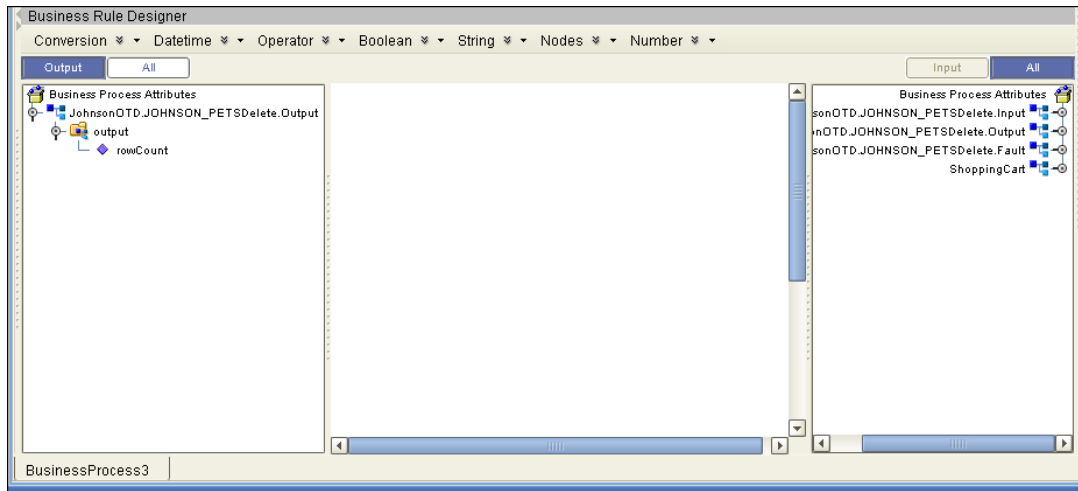 Business Rule Designer
Conversion Datetime Operator Boolean String Nodes Number
Output All Input All
Business Process Attributes
JohnsonOTD.JOHNSON_PETSDelete.Output
output
rowCount
Business Process Attributes
sonOTD.JOHNSON_PETSDelete.Input
nOTD.JOHNSON_PETSDelete.Output
sonOTD.JOHNSON_PETSDelete.Fault
ShoppingCart
BusinessProcess3